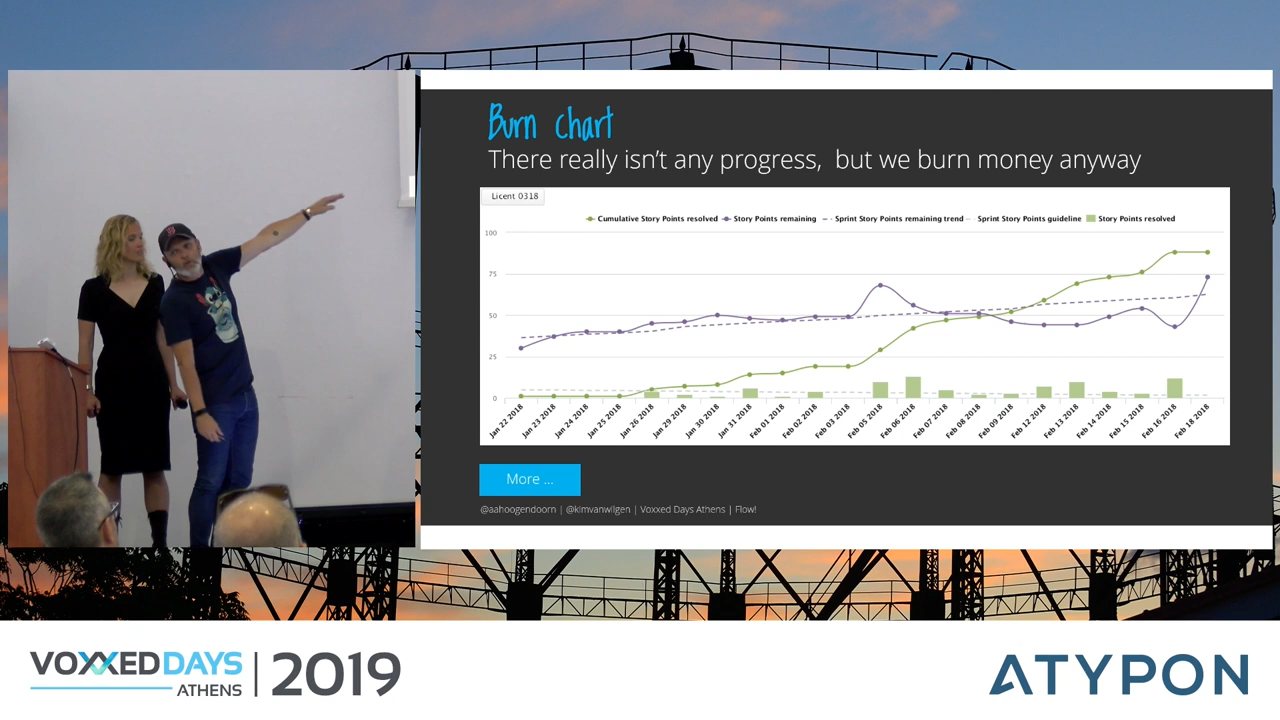 Burn chart
There really isn't any progress, but we burn money anyway
Licent 0318
Cumulative Story Points resolved Story Points remaining Sprint Story Points remaining trend Sprint Story Points guideline Story Points resolved
100
75
50
25
0
Jan 22 2018 Jan 23 2018 Jan 24 2018 Jan 25 2018 Jan 26 2018 Jan 29 2018 Jan 30 2018 Jan 31 2018 Feb 01 2018 Feb 02 2018 Feb 03 2018 Feb 05 2018 Feb 06 2018 Feb 07 2018 Feb 08 2018 Feb 09 2018 Feb 12 2018 Feb 13 2018 Feb 14 2018 Feb 15 2018 Feb 16 2018 Feb 18 2018
More ...
@aahoogendoorn | @kimvanwilgen | Voxxed Days Athens | Flow!
VOXXED DAYS
ATHENS
2019
ATYPON